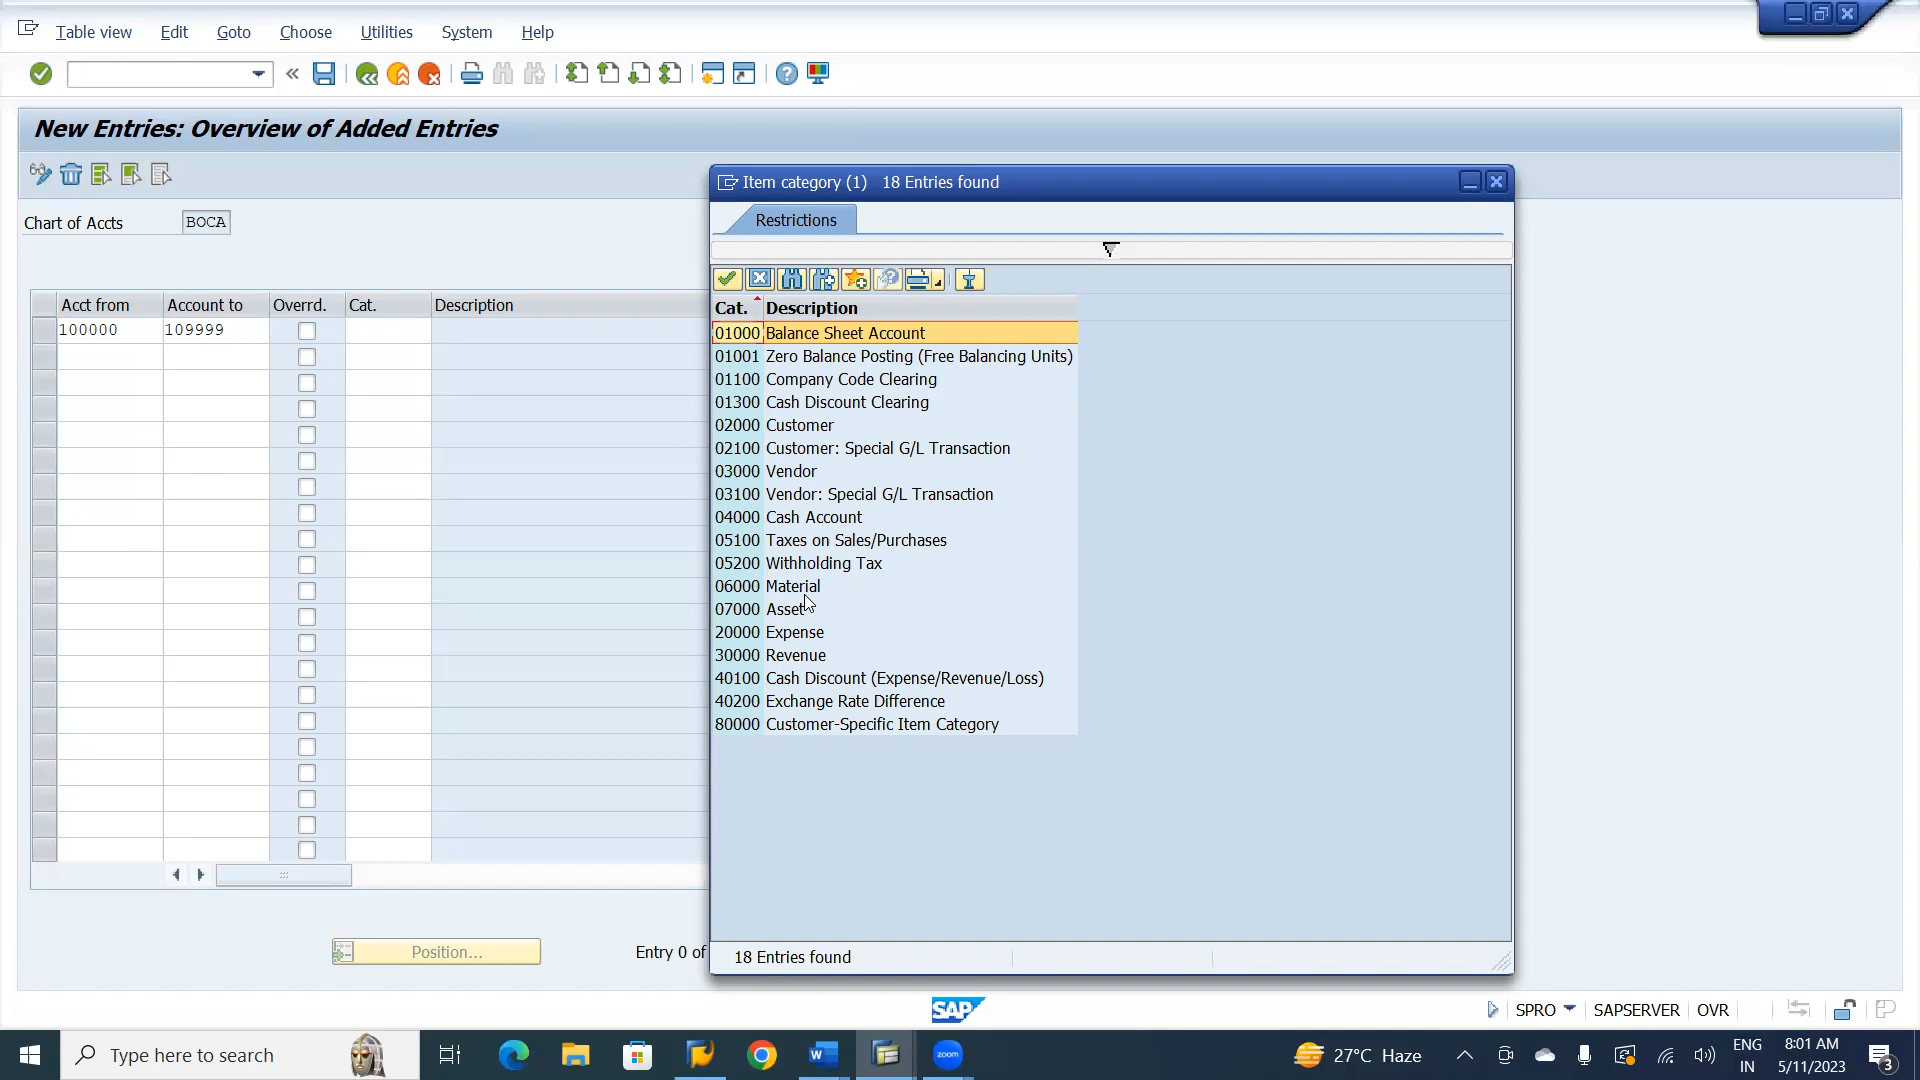 Table view Edit Goto Choose Utilities System Help
New Entries: Overview of Added Entries
Chart of Accts BOCA
Acct from Account to Overrd. Cat. Description
100000 109999
Position...
Entry 0 of
Item category (1) 18 Entries found
Restrictions
Cat. Description
01000 Balance Sheet Account
01001 Zero Balance Posting (Free Balancing Units)
01100 Company Code Clearing
01300 Cash Discount Clearing
02000 Customer
02100 Customer: Special G/L Transaction
03000 Vendor
03100 Vendor: Special G/L Transaction
04000 Cash Account
05100 Taxes on Sales/Purchases
05200 Withholding Tax
06000 Material
07000 Asset
20000 Expense
30000 Revenue
40100 Cash Discount (Expense/Revenue/Loss)
40200 Exchange Rate Difference
80000 Customer-Specific Item Category
18 Entries found
SAP
SPRO SAPSERVER OVR
Type here to search
zoom
27°C Haze
ENG
IN
8:01 AM
5/11/2023
3